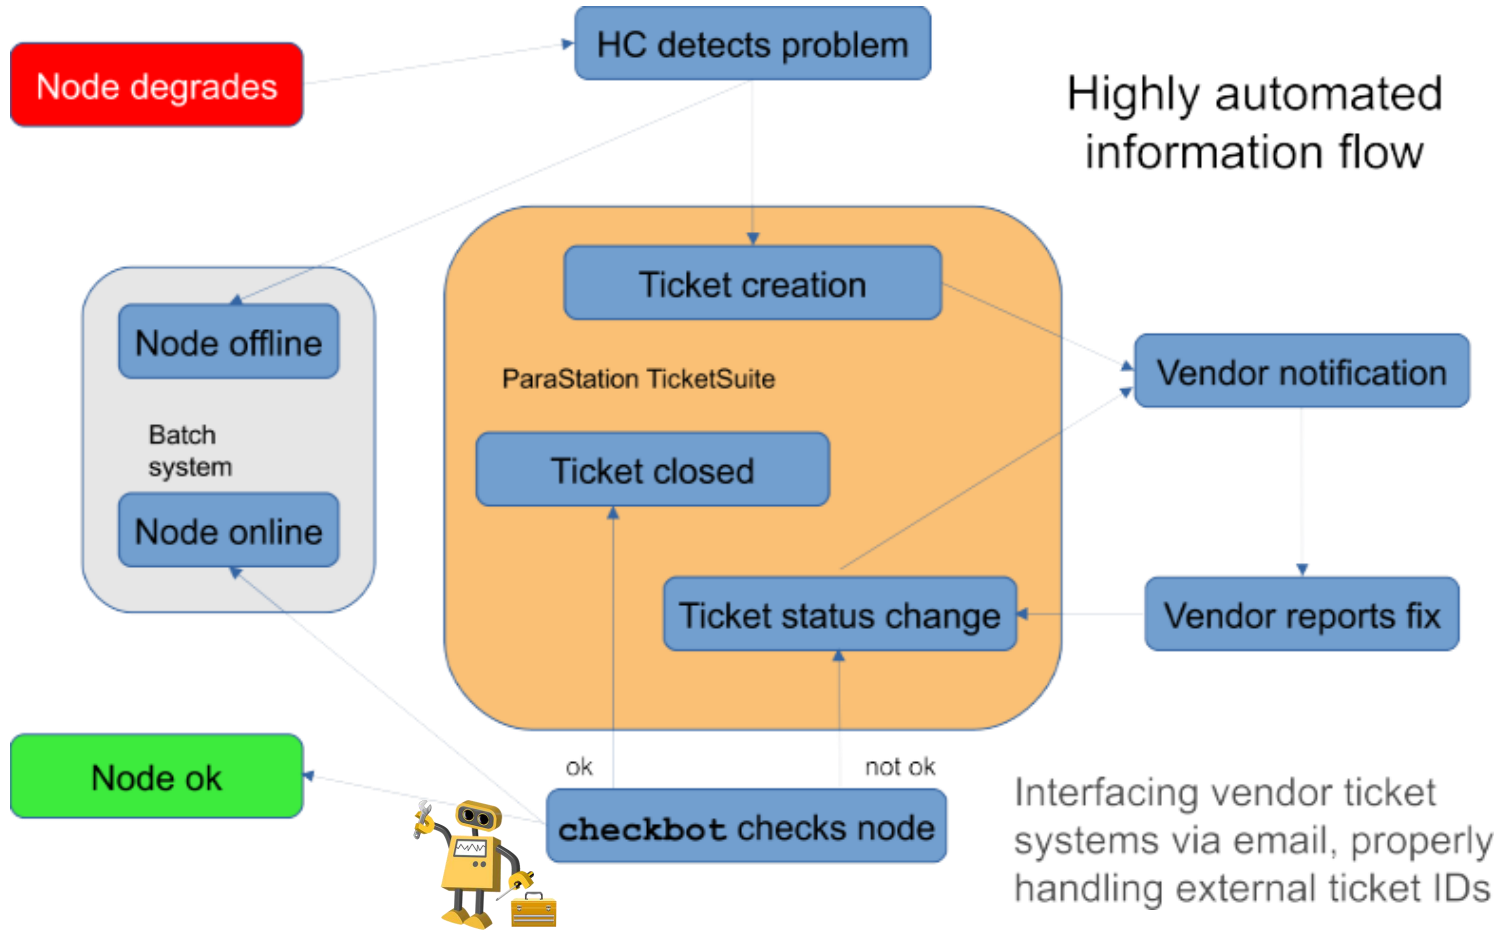 HC detects problem
Node degrades
Highly automated
information flow
Ticket creation
Node offline
Vendor notification
ParaStation TicketSuite
Batch
system
Ticket closed
Node online
Ticket status change
Vendor reports fix
ok
not ok
Node ok
checkbot checks node
Interfacing vendor ticket
systems via email, properly
handling external ticket IDs